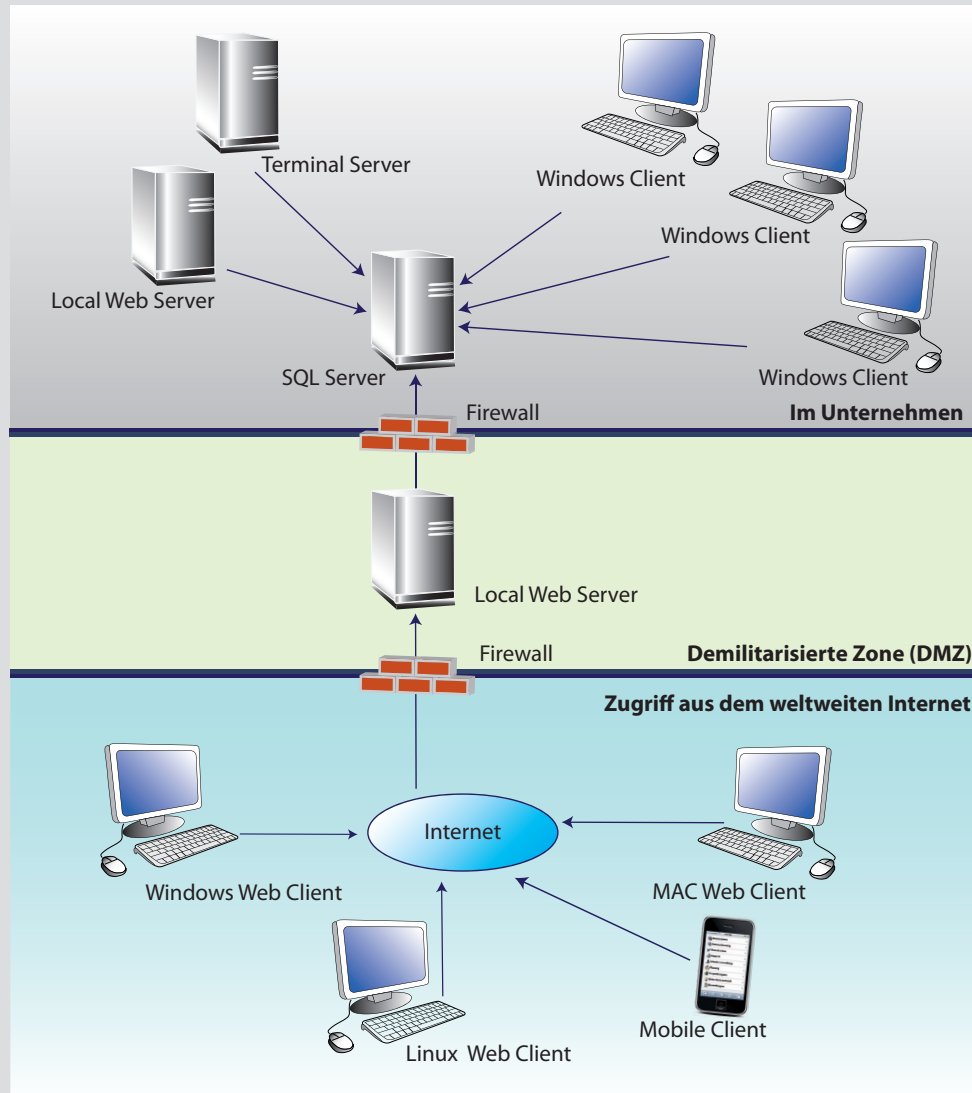 Terminal Server
Windows Client
Windows Client
Local Web Server
SQL Server
Windows Client
Firewall
Im Unternehmen
Local Web Server
Firewall
Demilitarisierte Zone (DMZ)
Zugriff aus dem weltweiten Internet
Internet
Windows Web Client
MAC Web Client
Mobile Client
Linux Web Client